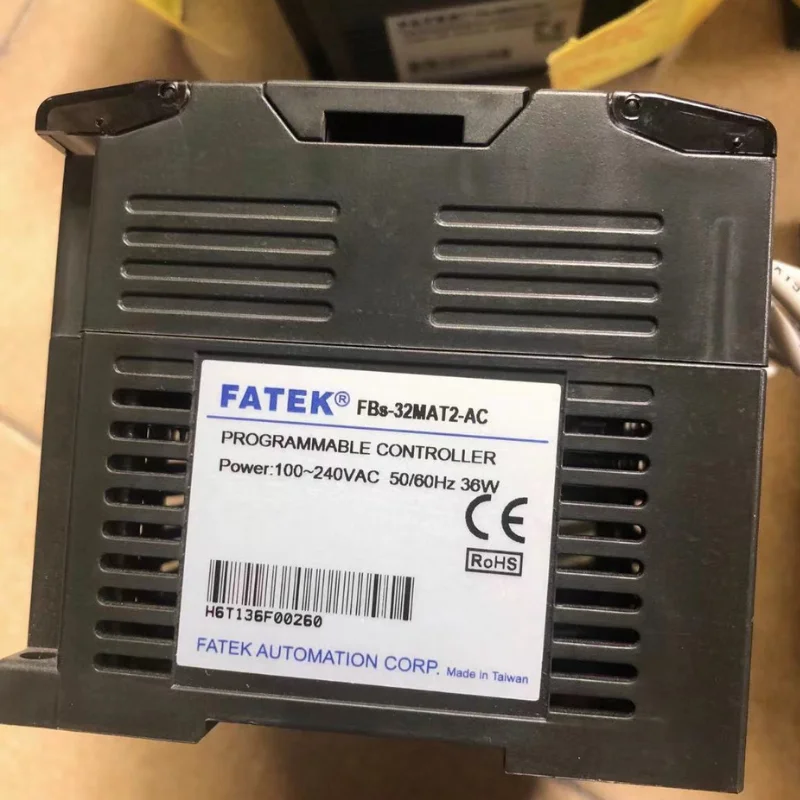 FATEK
FATEK® FBs-32MAT2-AC
PROGRAMMABLE CONTROLLER
Power:100~240VAC 50/60Hz 36W
CE
RoHS
H6T136F00260
FATEK AUTOMATION CORP. Made in Taiwan